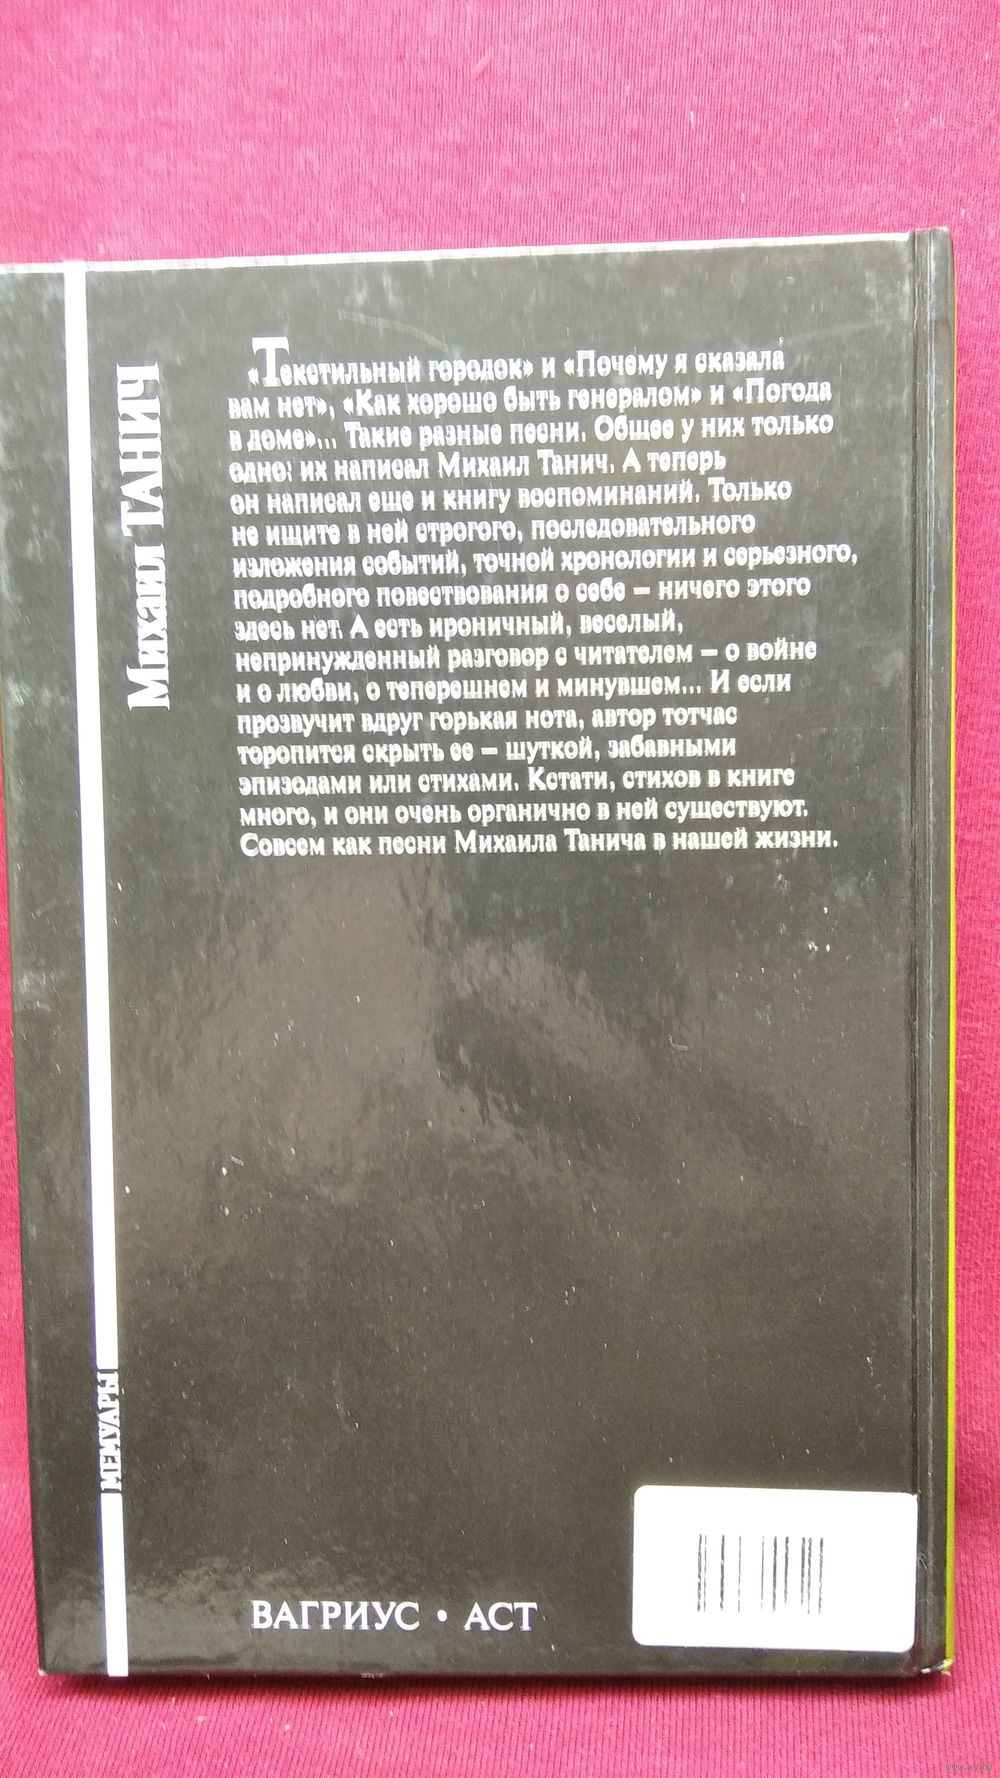 Михаил ТАНИЧ
«Текстильный городок» и «Почему я сказала
вам нет», «Как хорошо быть генералом» и «Погода
в доме»... Такие разные песни. Общее у них только
одно: их написал Михаил Танич. А теперь
он написал еще и книгу воспоминаний. Только
не ищите в ней строгого, последовательного
изложения событий, точной хронологии и серьезного,
подробного повествования о себе – ничего этого
здесь нет. А есть ироничный, веселый,
непринужденный разговор с читателем – о войне
и о любви, о теперешнем и минувшем... И если
прозвучит вдруг горькая нота, автор тотчас
торопится скрыть ее – шуткой, забавными
эпизодами или стихами. Кстати, стихов в книге
много, и они очень органично в ней существуют.
Совсем как песни Михаила Танича в нашей жизни.
МЕМУАРЫ
ВАГРИУС • АСТ